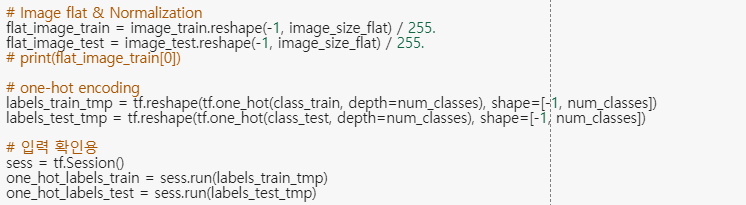 # Image flat & Normalization
flat_image_train = image_train.reshape(-1, image_size_flat) / 255.
flat_image_test = image_test.reshape(-1, image_size_flat) / 255.
# print(flat_image_train[0])
# one-hot encoding
labels_train_tmp = tf.reshape(tf.one_hot(class_train, depth=num_classes), shape=[-1, num_classes])
labels_test_tmp = tf.reshape(tf.one_hot(class_test, depth=num_classes), shape=[-1, num_classes])
# 입력 확인용
sess = tf.Session()
one_hot_labels_train = sess.run(labels_train_tmp)
one_hot_labels_test = sess.run(labels_test_tmp)